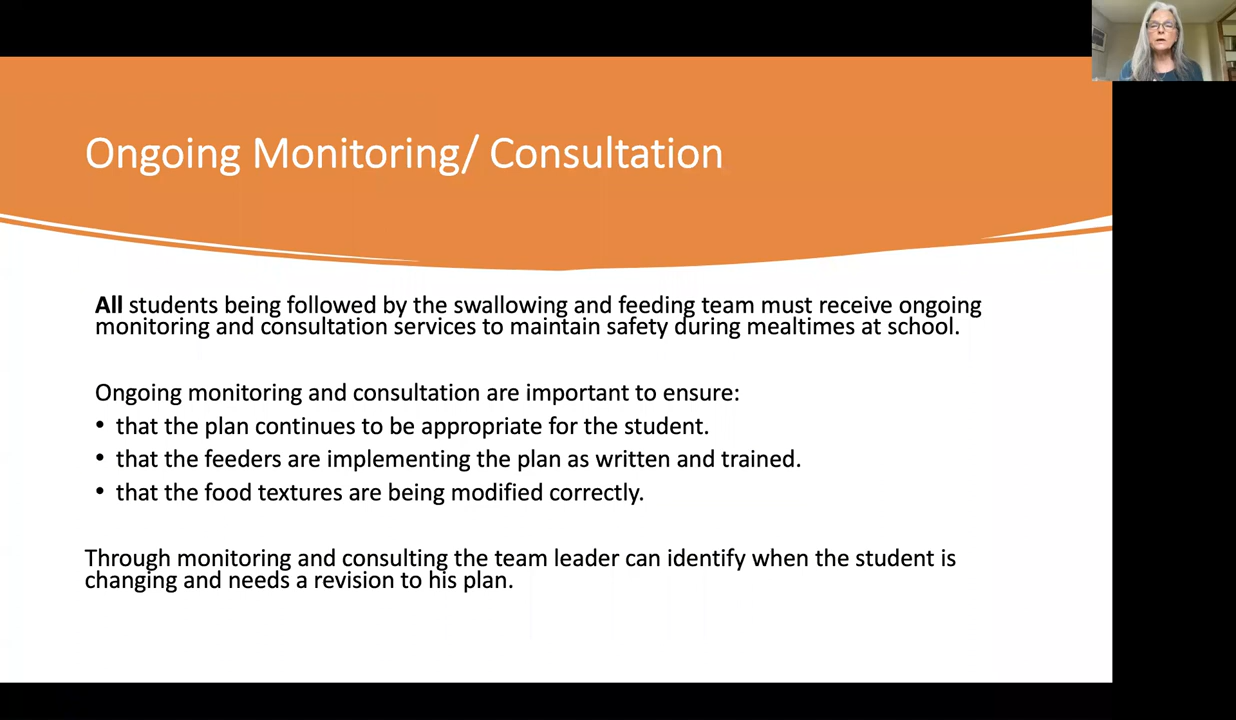 Ongoing Monitoring/ Consultation
All students being followed by the swallowing and feeding team must receive ongoing
monitoring and consultation services to maintain safety during mealtimes at school.
Ongoing monitoring and consultation are important to ensure:
• that the plan continues to be appropriate for the student.
• that the feeders are implementing the plan as written and trained.
• that the food textures are being modified correctly.
Through monitoring and consulting the team leader can identify when the student is
changing and needs a revision to his plan.